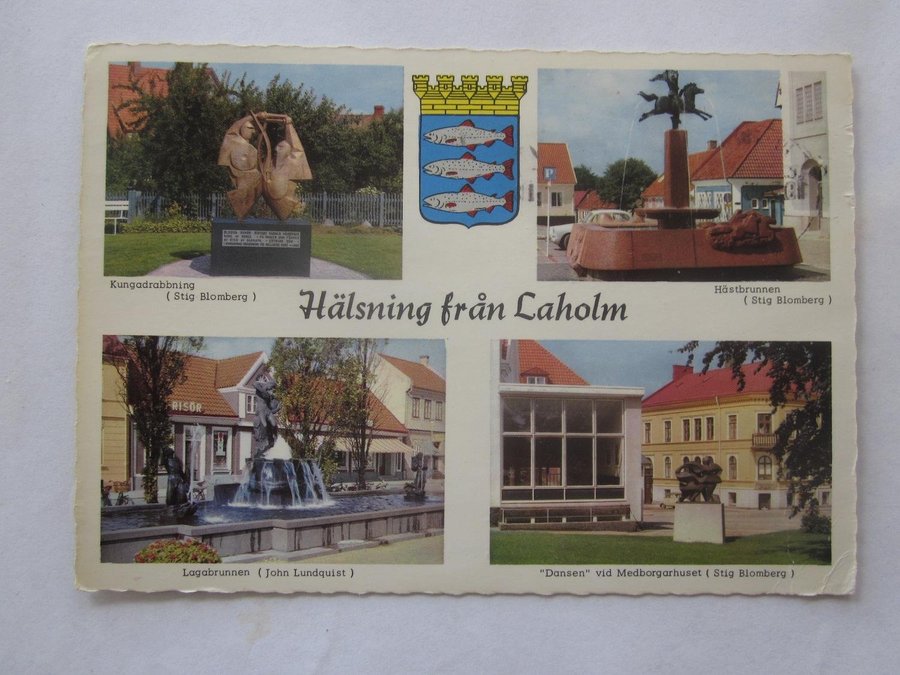 Kungadrabbning
( Stig Blomberg )
Hästbrunnen
( Stig Blomberg )
Hälsning från Laholm
RISÖR
P
Lagabrunnen ( John Lundquist )
"Dansen" vid Medborgarhuset ( Stig Blomberg )